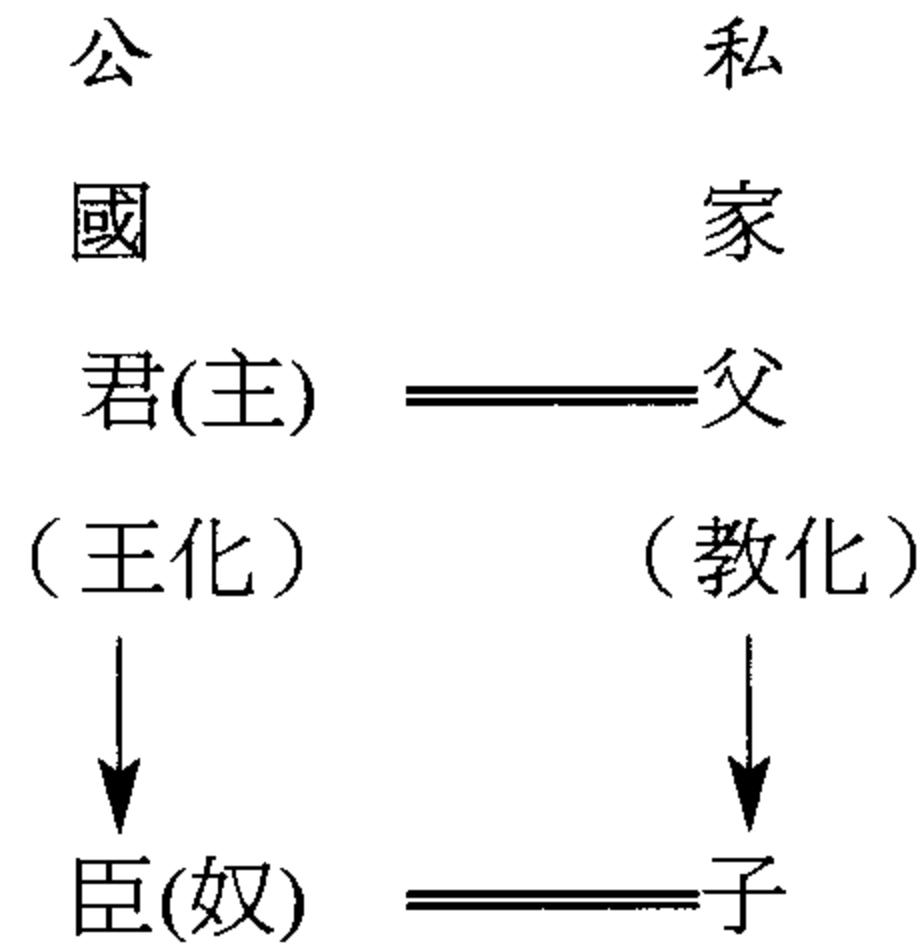 公 私
國 家
君(主) 父
（王化） （教化）
臣(奴) 子